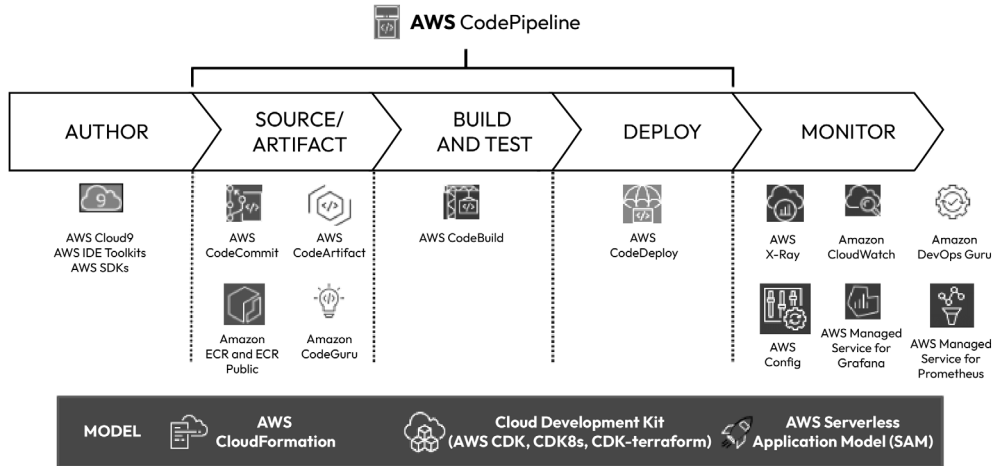 AWS CodePipeline
AUTHOR
SOURCE/
ARTIFACT
BUILD
AND TEST
DEPLOY
MONITOR
9
AWS Cloud9
AWS IDE Toolkits
AWS SDKs
AWS
CodeCommit
AWS
CodeArtifact
Amazon
ECR and ECR
Public
Amazon
CodeGuru
AWS CodeBuild
AWS
CodeDeploy
AWS
X-Ray
Amazon
CloudWatch
Amazon
DevOps Guru
AWS
Config
AWS Managed
Service for
Grafana
AWS Managed
Service for
Prometheus
MODEL
AWS
CloudFormation
Cloud Development Kit
(AWS CDK, CDK8s, CDK-terraform)
AWS Serverless
Application Model (SAM)